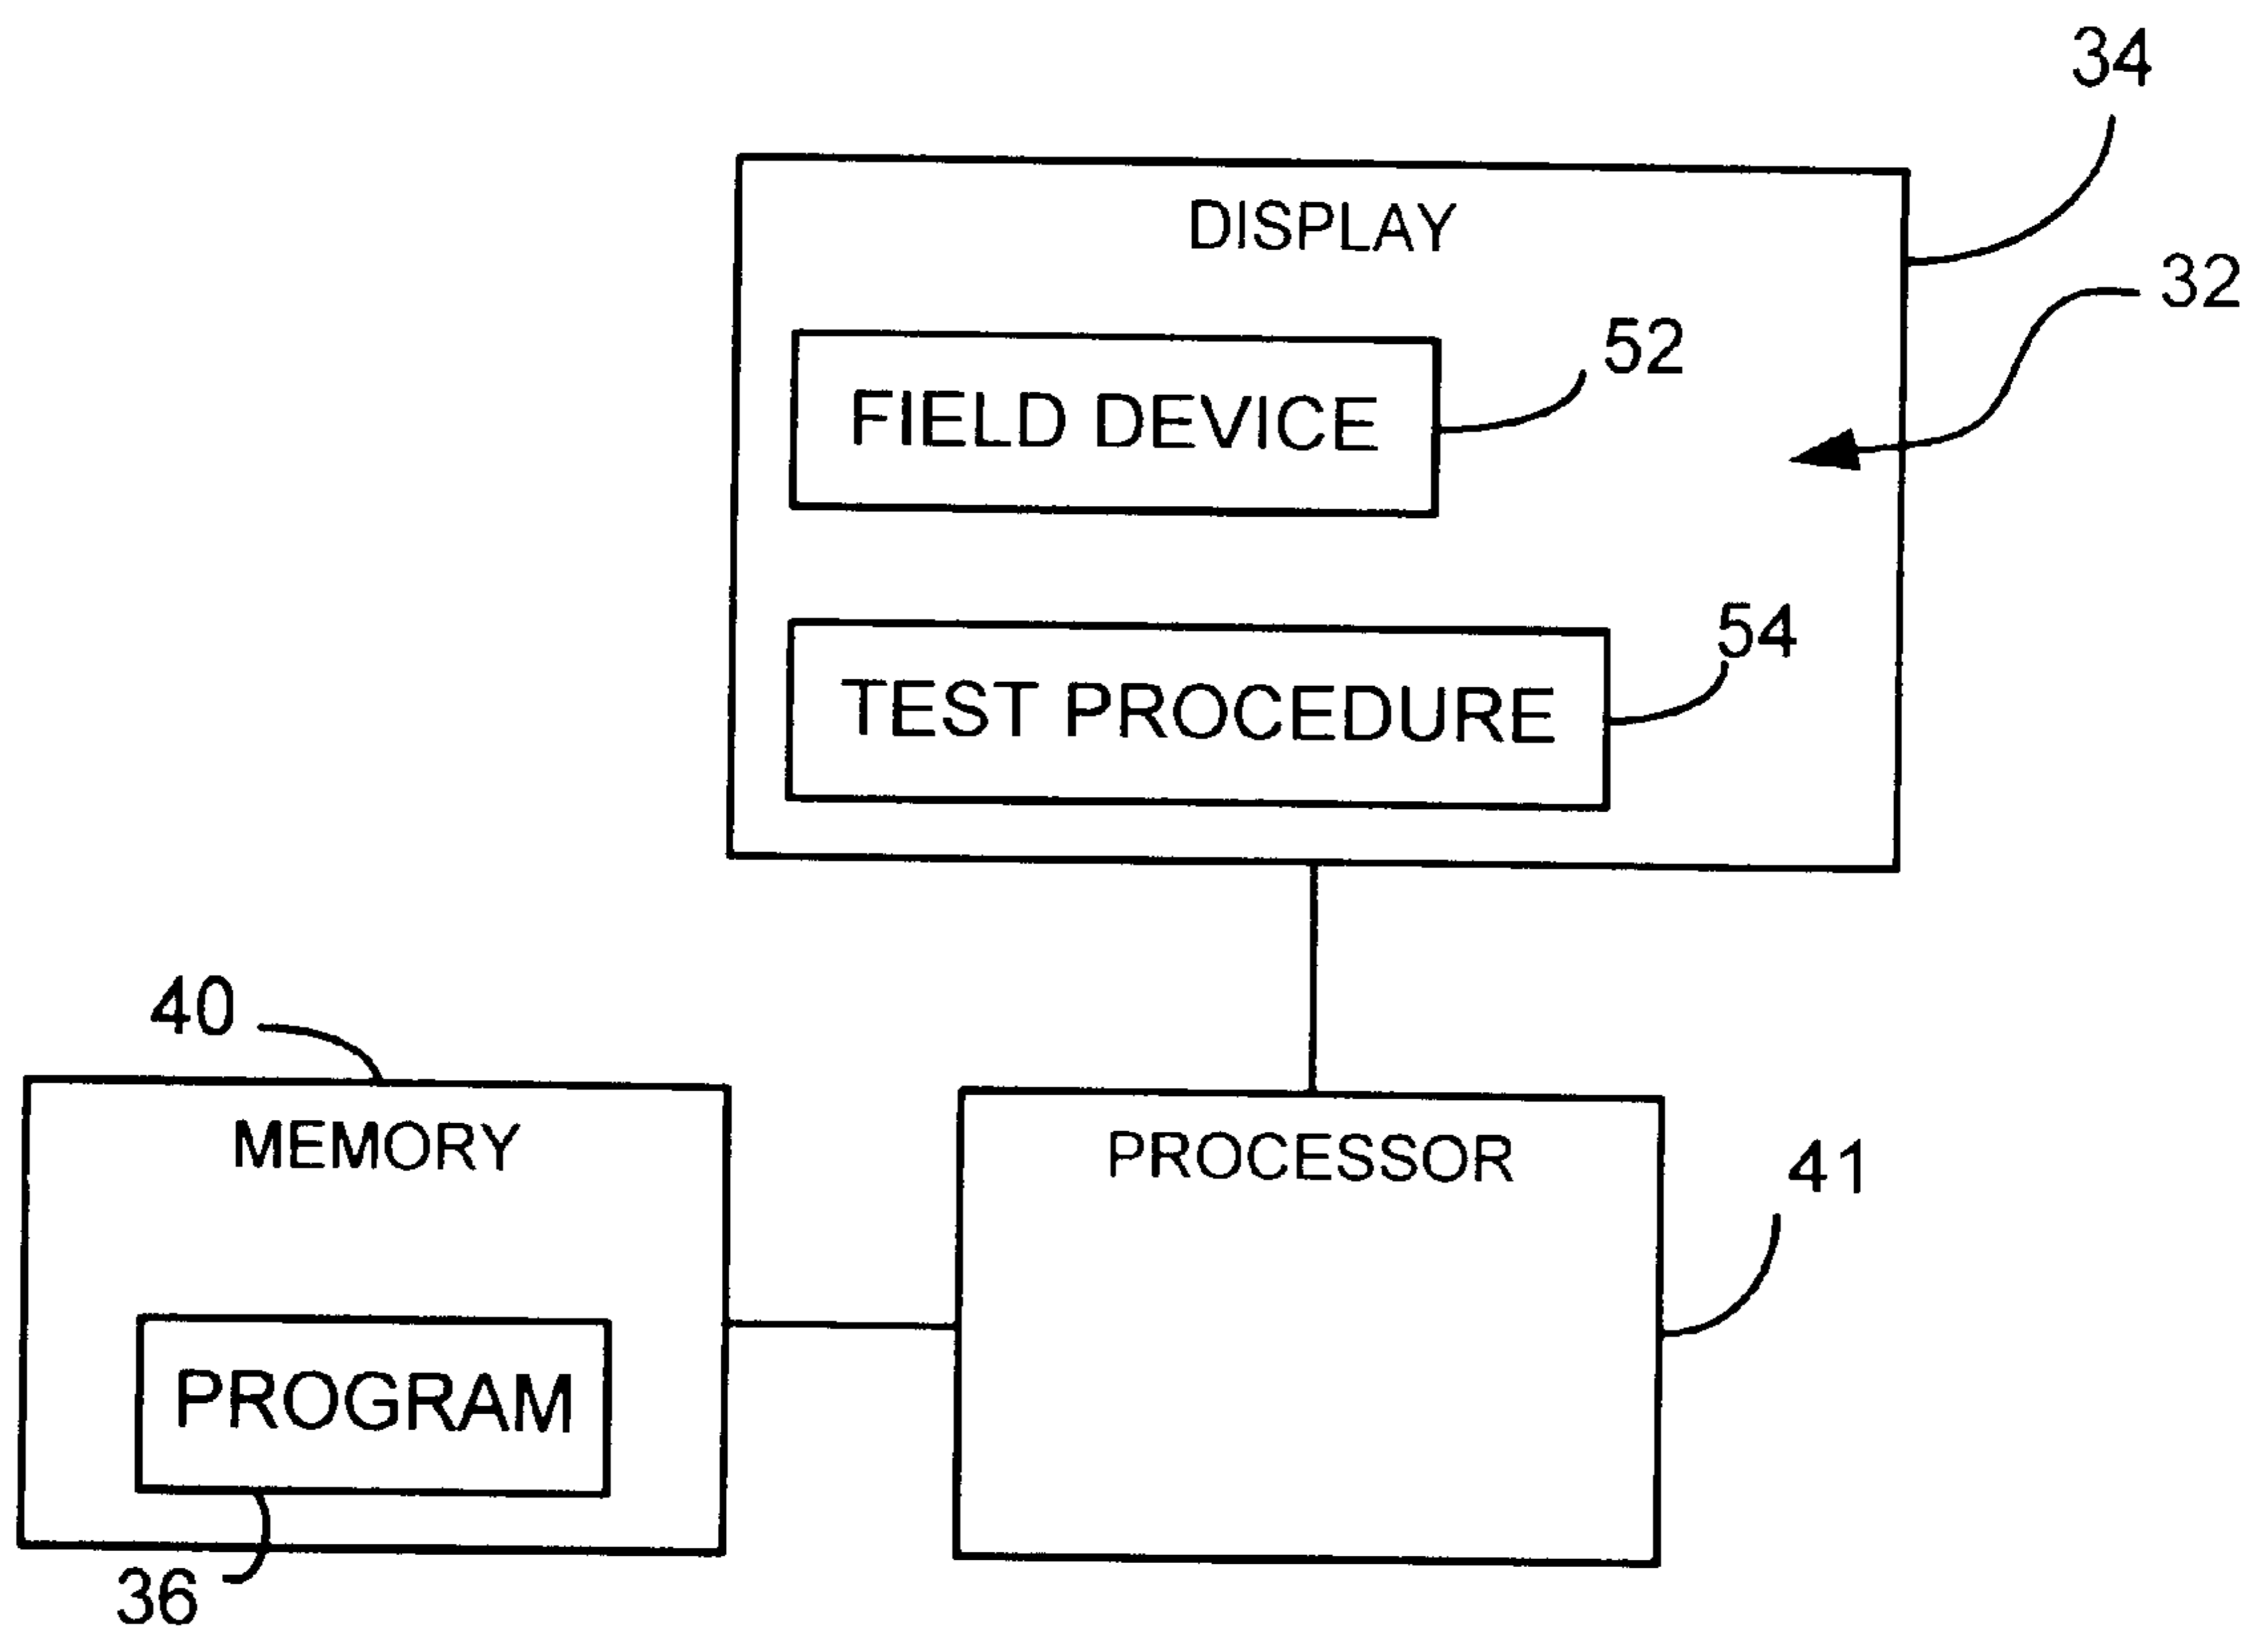 34
DISPLAY
32
52
FIELD DEVICE
54
TEST PROCEDURE
40
MEMORY
PROCESSOR
41
PROGRAM
36